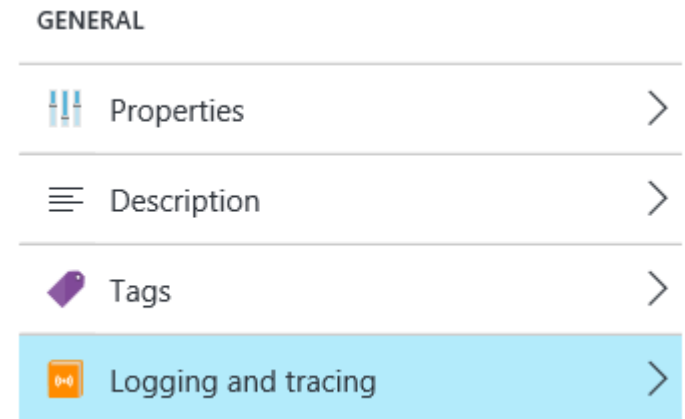 GENERAL
Properties
Description
Tags
Logging and tracing